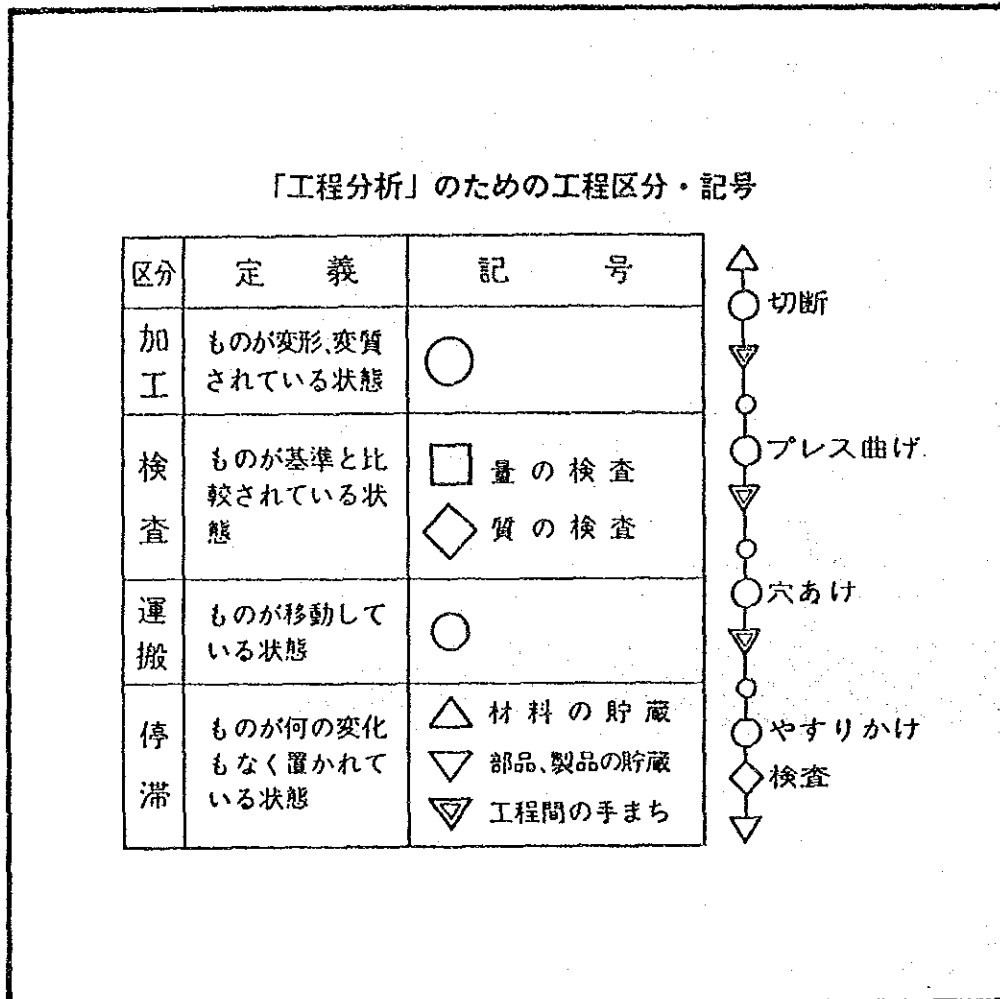 「工程分析」のための工程区分・記号
区分 定義 記号
加工
ものが変形、変質
されている状態
検査
ものが基準と比
較されている状
態
量の検査
質の検査
運搬
ものが移動して
いる状態
停滞
ものが何の変化
もなく置かれて
いる状態
材料の貯蔵
部品、製品の貯蔵
工程間の手まち
切断
プレス曲げ
穴あけ
やすりかけ
検査